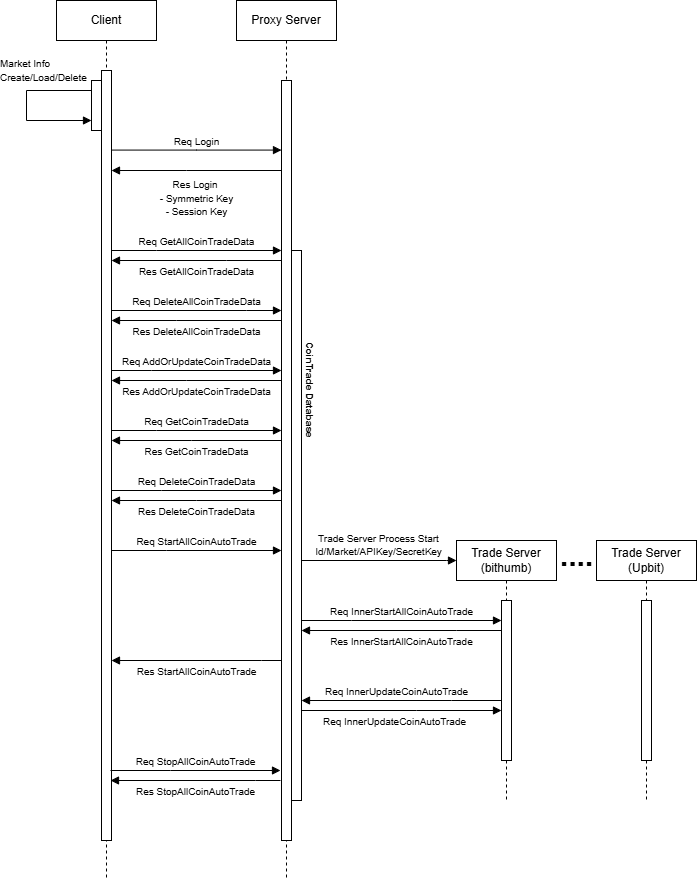 Client
Proxy Server
Market Info
Create/Load/Delete
Req Login
Res Login
- Symmetric Key
- Session Key
Req GetAllCoinTradeData
Res GetAllCoinTradeData
Req DeleteAllCoinTradeData
Res DeleteAllCoinTradeData
Req AddOrUpdateCoinTradeData
Res AddOrUpdateCoinTradeData
CoinTrade Database
Req GetCoinTradeData
Res GetCoinTradeData
Req DeleteCoinTradeData
Res DeleteCoinTradeData
Req StartAllCoinAutoTrade
Trade Server Process Start
Id/Market/APIKey/SecretKey
Trade Server
(bithumb)
Trade Server
(Upbit)
Req InnerStartAllCoinAutoTrade
Res InnerStartAllCoinAutoTrade
Res StartAllCoinAutoTrade
Req InnerUpdateCoinAutoTrade
Req InnerUpdateCoinAutoTrade
Req StopAllCoinAutoTrade
Res StopAllCoinAutoTrade